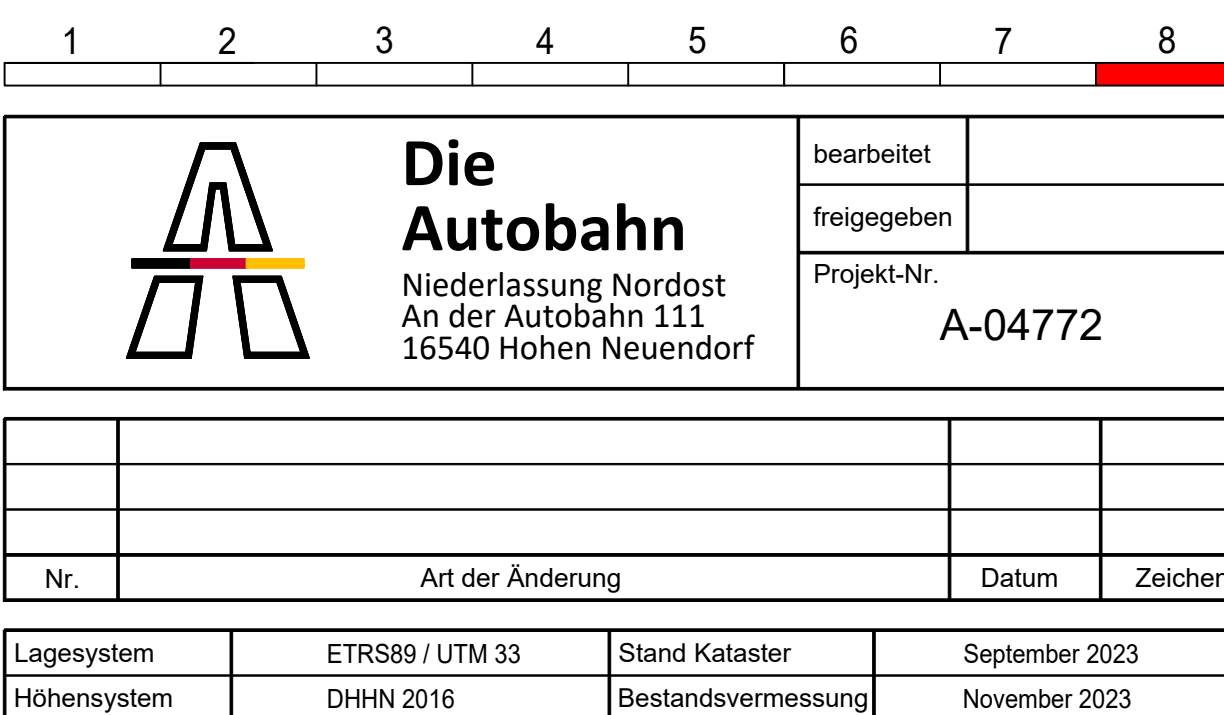 1 2 3 4 5 6 7 8
Die
Autobahn
Niederlassung Nordost
An der Autobahn 111
16540 Hohen Neuendorf
bearbeitet
freigegeben
Projekt-Nr.
A-04772
Nr. Art der Änderung Datum Zeichen
Lagesystem ETRS89 / UTM 33 Stand Kataster September 2023
Höhensystem DHHN 2016 Bestandsvermessung November 2023